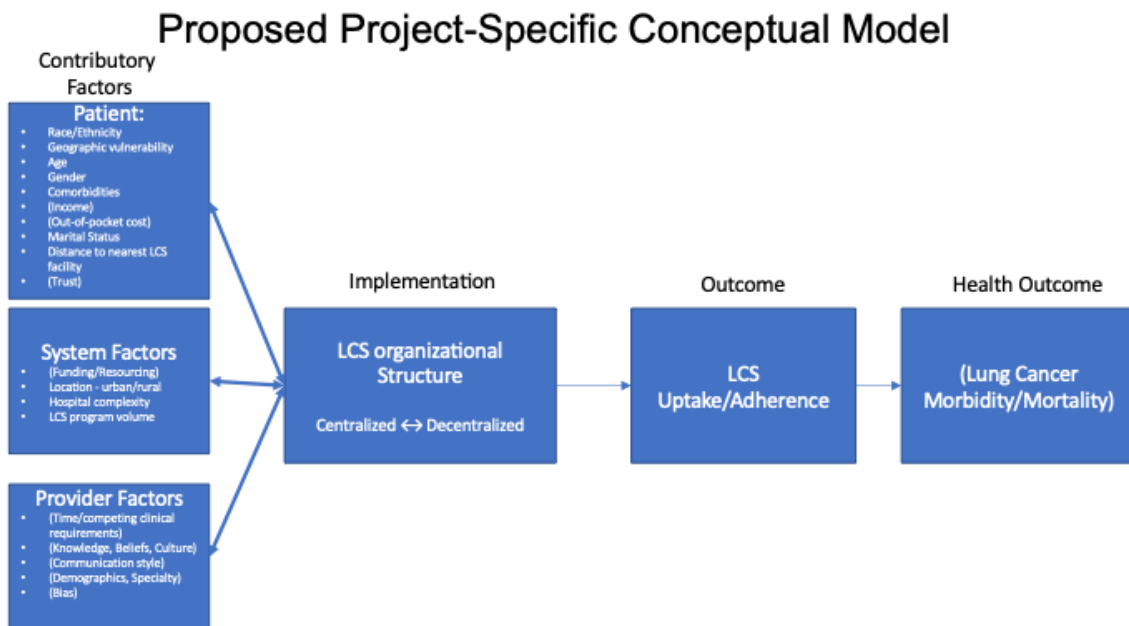 Proposed Project-Specific Conceptual Model
Contributory
Factors
Patient:
• Race/Ethnicity
• Geographic vulnerability
• Age
• Gender
• Comorbidities
• (Income)
• (Out-of-pocket cost)
• Marital Status
• Distance to nearest LCS
facility
• (Trust)
System Factors
• (Funding/Resourcing)
• Location - urban/rural
• Hospital complexity
• LCS program volume
Provider Factors
• (Time/competing clinical
requirements)
• (Knowledge, Beliefs, Culture)
• (Communication style)
• (Demographics, Specialty)
• (Bias)
Implementation
LCS organizational
Structure
Centralized ↔ Decentralized
Outcome
LCS
Uptake/Adherence
Health Outcome
(Lung Cancer
Morbidity/Mortality)